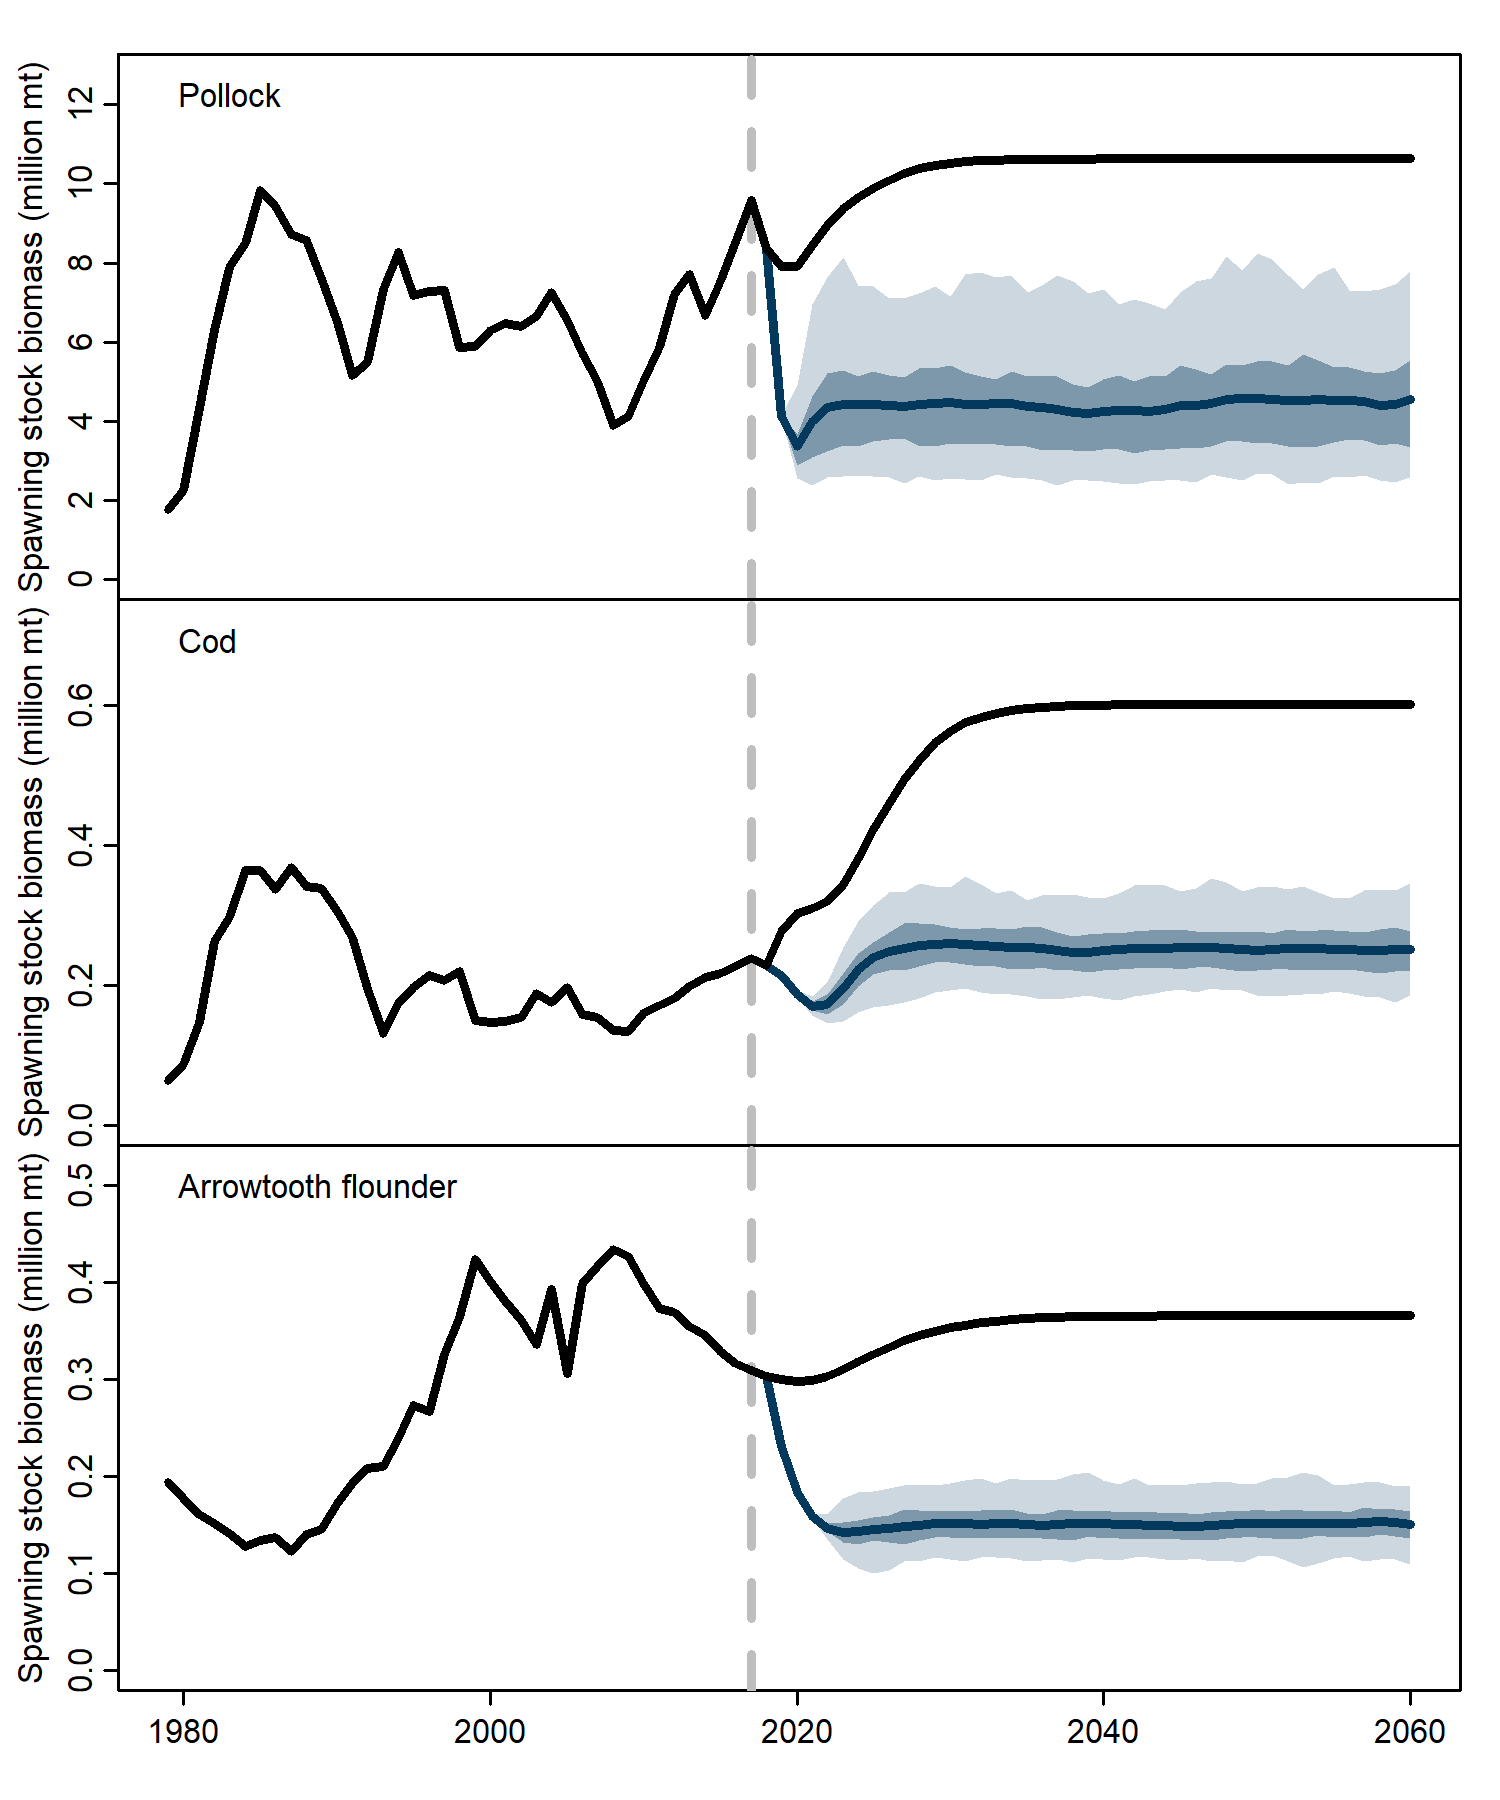 Pollock
Spawning stock biomass (million mt)
12
10
8
6
4
2
0
Cod
Spawning stock biomass (million mt)
0.6
0.4
0.2
0.0
Arrowtooth flounder
Spawning stock biomass (million mt)
0.5
0.4
0.3
0.2
0.1
0.0
1980 2000 2020 2040 2060